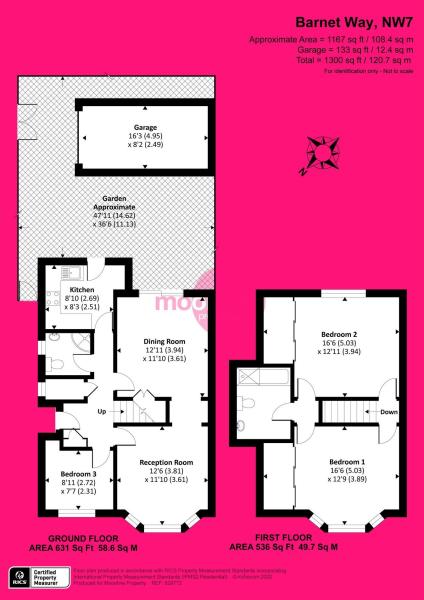 Barnet Way, NW7
Approximate Area = 1167 sq ft / 108.4 sq m
Garage = 133 sq ft / 12.4 sq m
Total = 1300 sq ft / 120.7 sq m
For identification only - Not to scale
Garage
16'3 (4.95)
x 8'2 (2.49)
N
Garden
Approximate
47'11 (14.62)
x 36'6 (11.13)
Kitchen
8'10 (2.69)
x 8'3 (2.51)
Dining Room
12'11 (3.94)
x 11'10 (3.61)
Up
Bedroom 3
8'11 (2.72)
x 7'7 (2.31)
Reception Room
12'6 (3.81)
x 11'10 (3.61)
Bedroom 2
16'6 (5.03)
x 12'11 (3.94)
Down
Bedroom 1
16'6 (5.03)
x 12'9 (3.89)
GROUND FLOOR
AREA 631 Sq Ft 58.6 Sq M
FIRST FLOOR
AREA 536 Sq Ft 49.7 Sq M
RICS
Certified
Property
Measurer
Floor plan produced in accordance with RICS Property Measurement Standards incorporating
International Property Measurement Standards (IPMS2 Residential). ©nichecom 2022.
Produced for Moveline Property. REF: